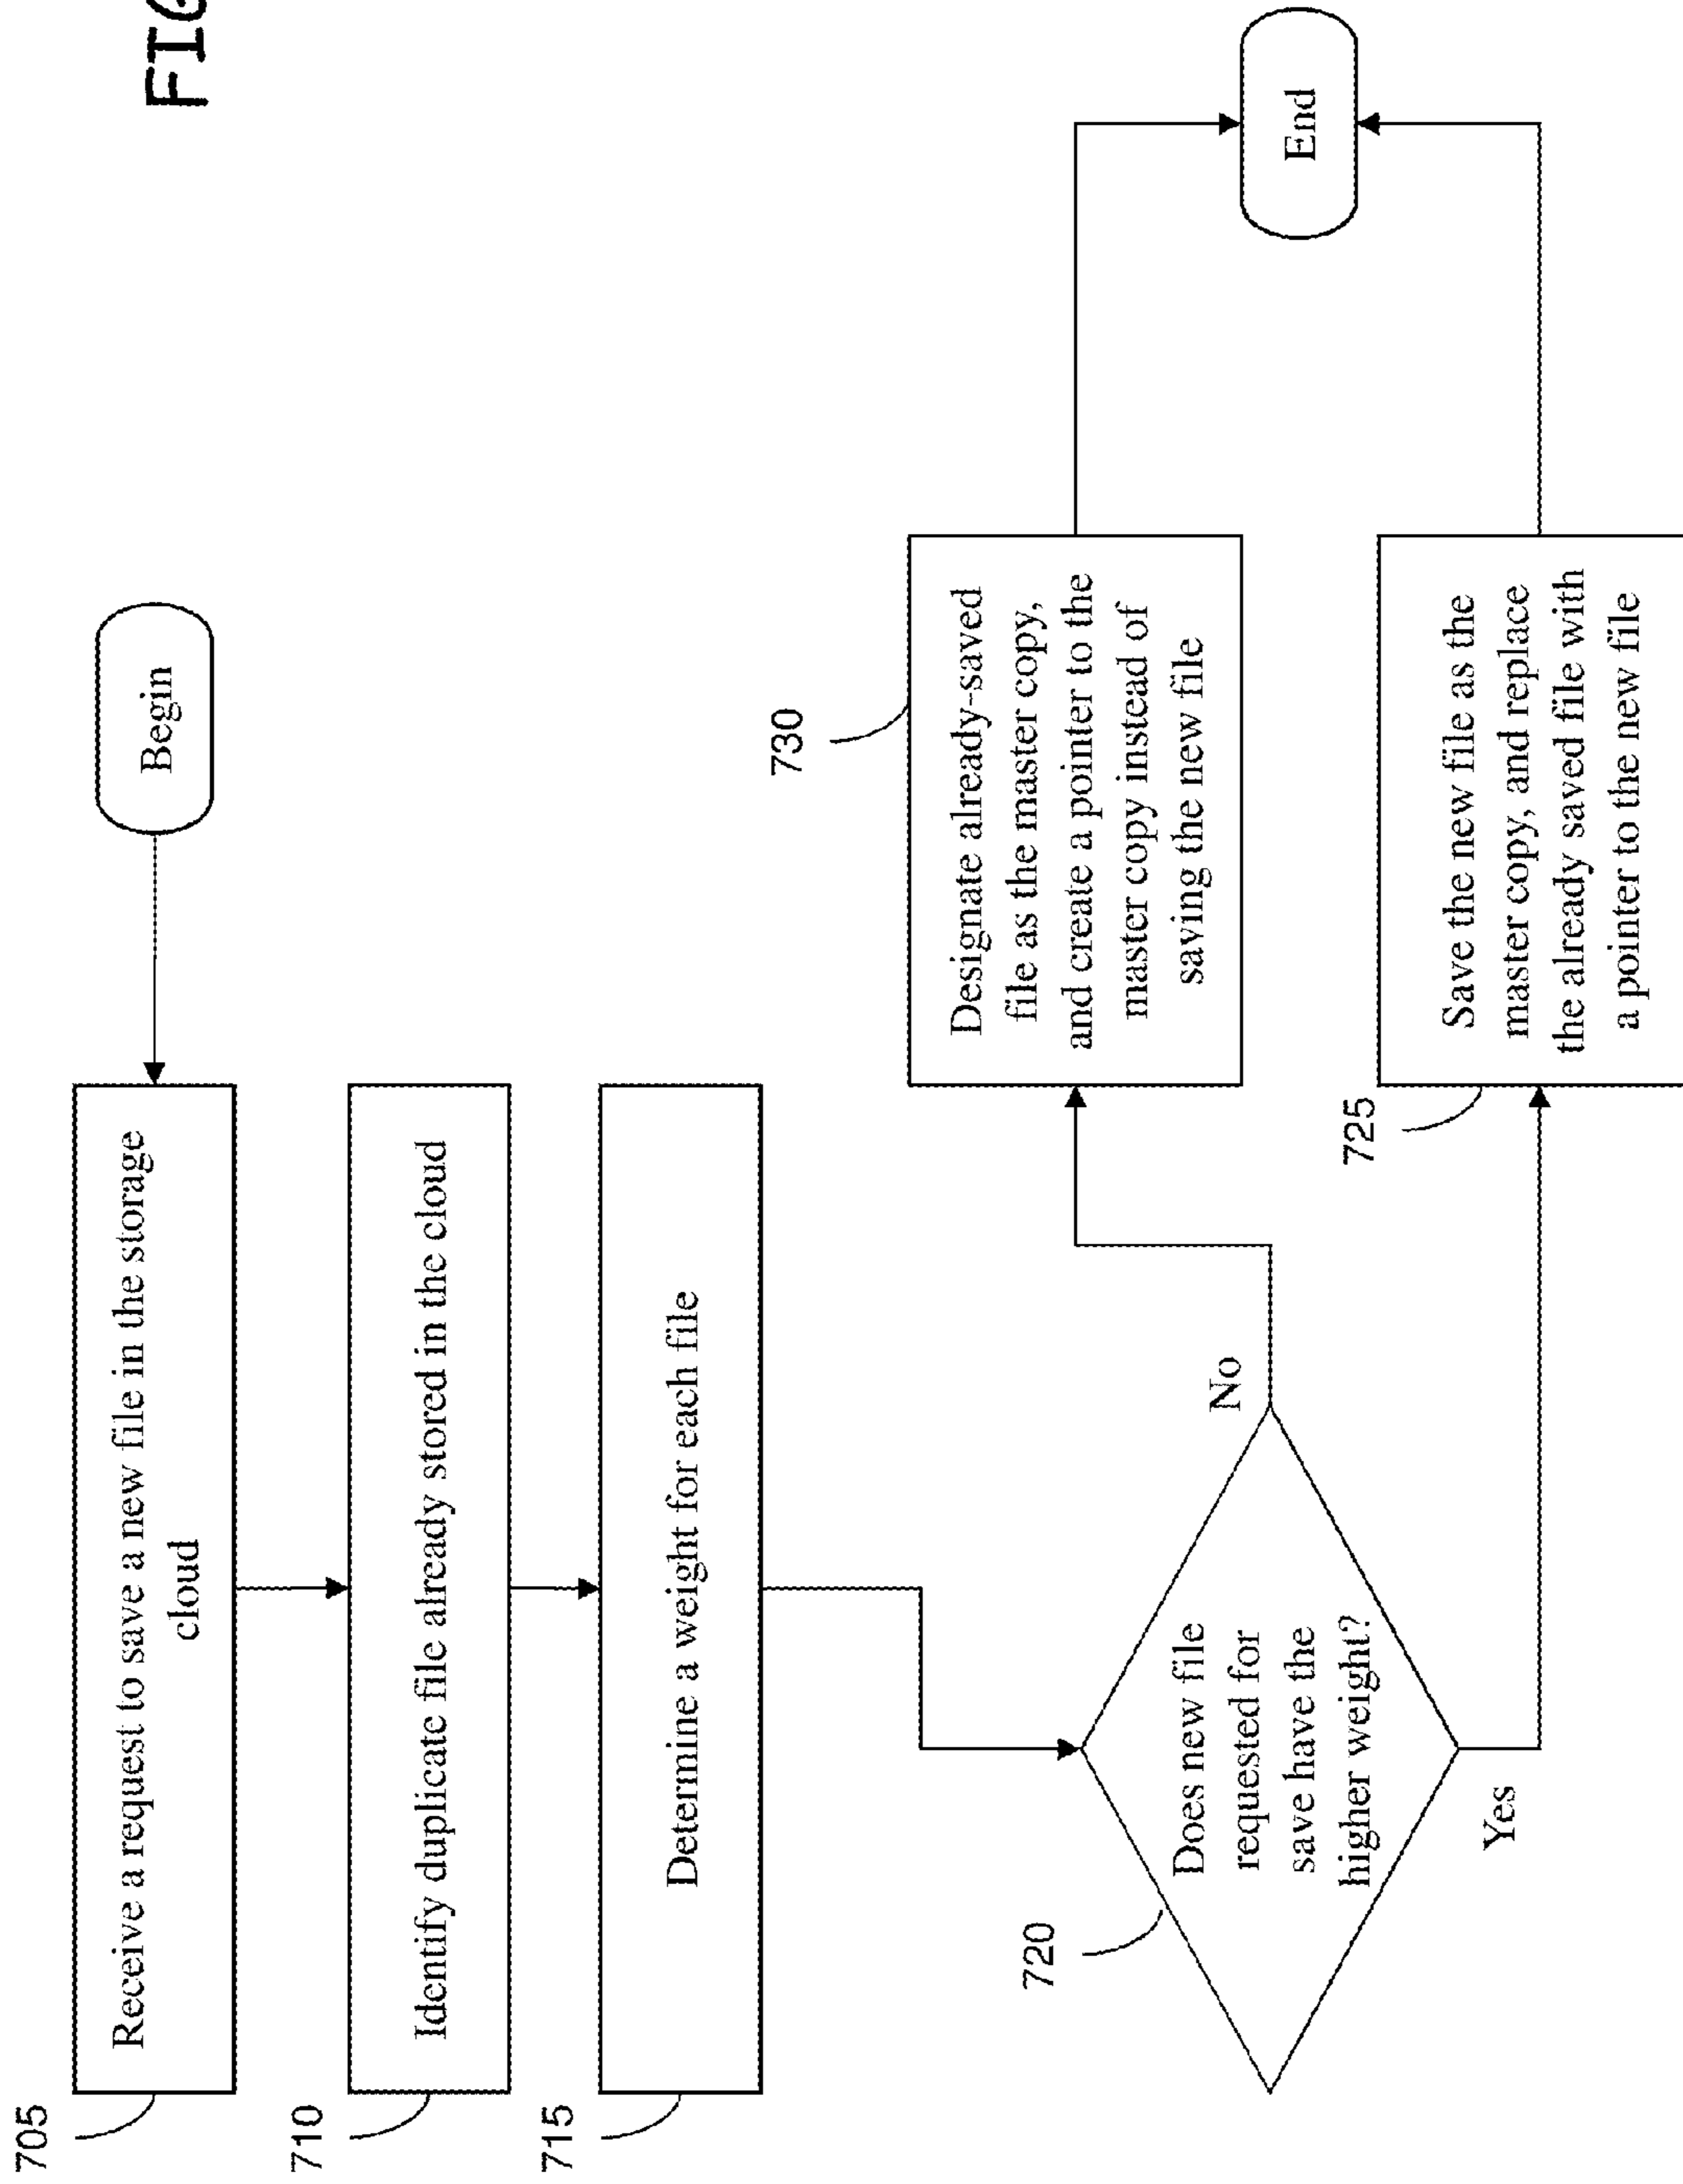 FIG
Begin
705
Receive a request to save a new file in the storage
cloud
710
Identify duplicate file already stored in the cloud
715
Determine a weight for each file
720
Does new file
requested for
save have the
higher weight?
No
Yes
730
Designate already-saved
file as the master copy,
and create a pointer to the
master copy instead of
saving the new file
725
Save the new file as the
master copy, and replace
the already saved file with
a pointer to the new file
End